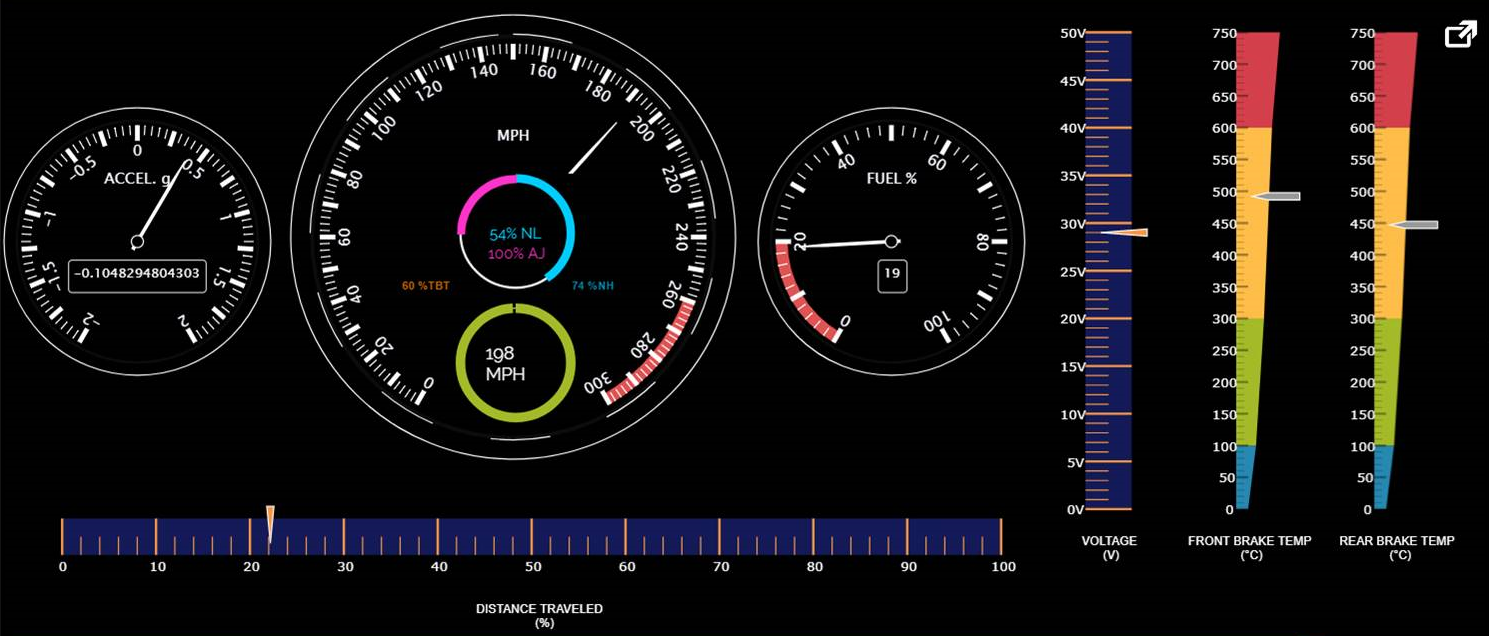 -2
-1.5
-1
-0.5
0
0.5
1
1.5
2
ACCEL. g
-0.1048294804303
0
20
40
60
80
100
120
140
160
180
200
220
240
260
280
300
MPH
54% NL
100% AJ
60 %TBT
74 %NH
198
MPH
0
20
40
60
80
100
FUEL %
19
50V
45V
40V
35V
30V
25V
20V
15V
10V
5V
0V
VOLTAGE
(V)
750
700
650
600
550
500
450
400
350
300
250
200
150
100
50
0
FRONT BRAKE TEMP
(°C)
750
700
650
600
550
500
450
400
350
300
250
200
150
100
50
0
REAR BRAKE TEMP
(°C)
0 10 20 30 40 50 60 70 80 90 100
DISTANCE TRAVELED
(%)